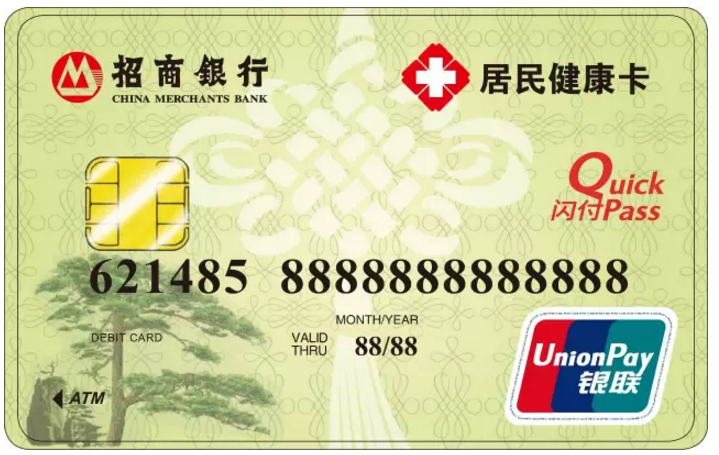 招商银行
CHINA MERCHANTS BANK
居民健康卡
Quick
闪付Pass
621485 8888888888888
MONTH/YEAR
DEBIT CARD
VALID THRU 88/88
UnionPay
银联
ATM